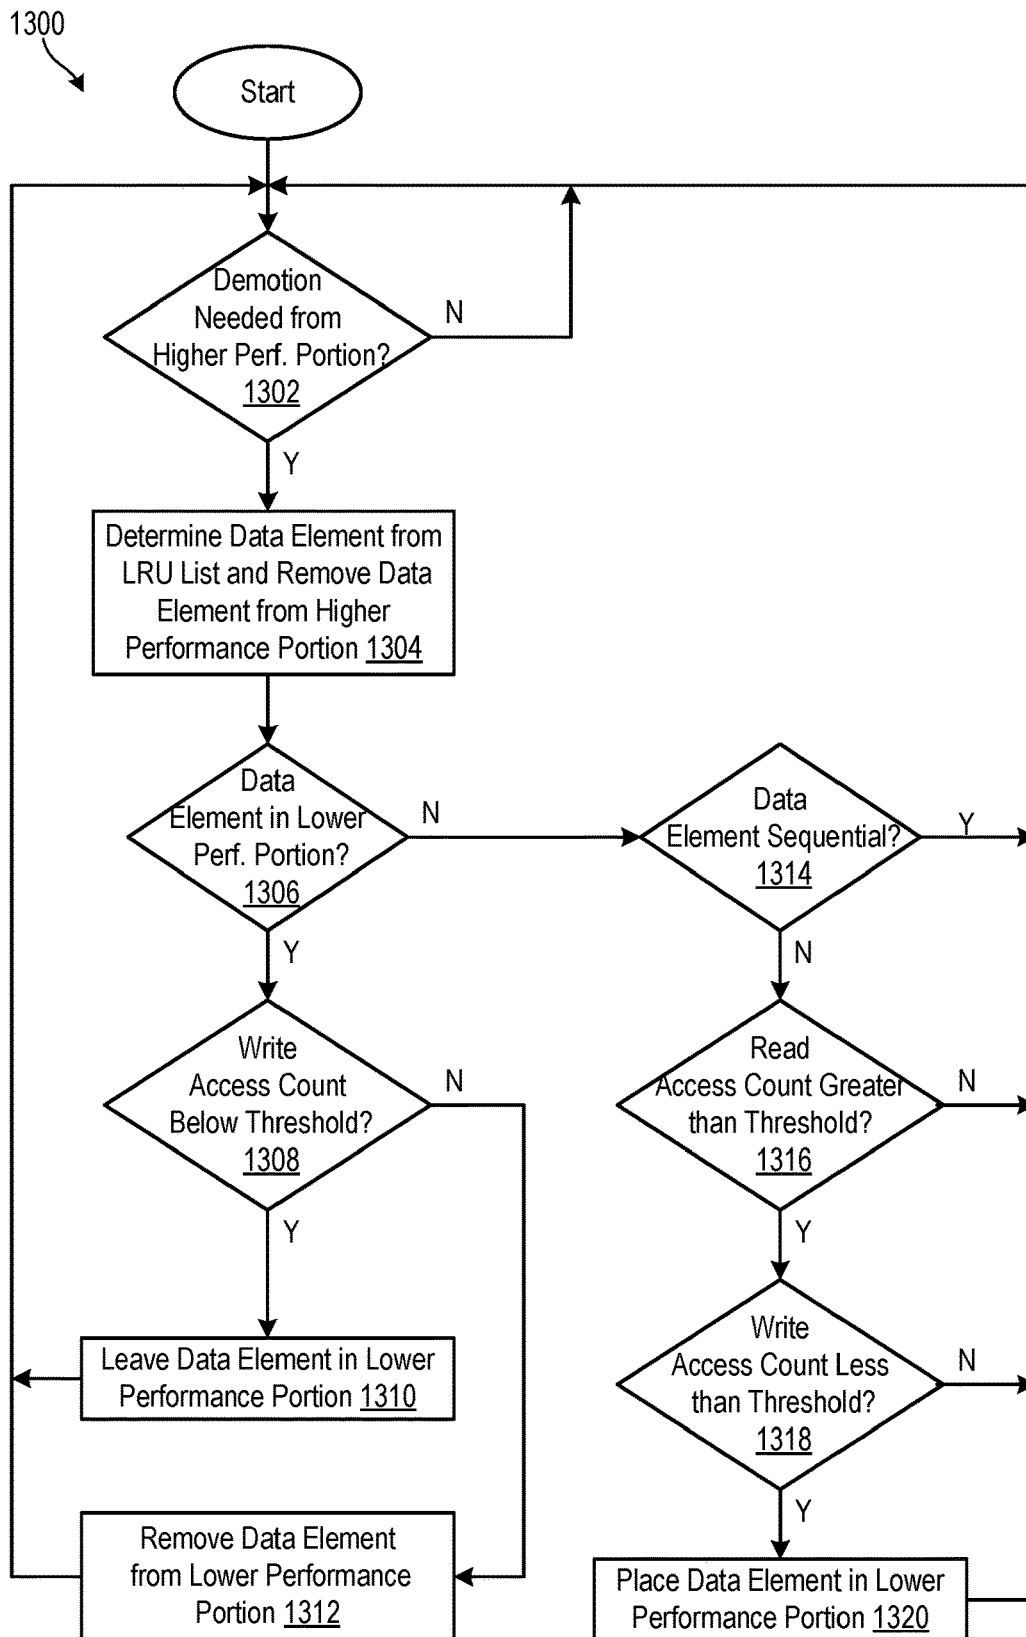 1300
Start
Demotion
Needed from
Higher Perf. Portion?
1302
N
Y
Determine Data Element from
LRU List and Remove Data
Element from Higher
Performance Portion 1304
Data
Element in Lower
Perf. Portion?
1306
N
Y
Write
Access Count
Below Threshold?
1308
N
Y
Leave Data Element in Lower
Performance Portion 1310
Remove Data Element
from Lower Performance
Portion 1312
Data
Element Sequential?
1314
Y
N
Read
Access Count Greater
than Threshold?
1316
N
Y
Write
Access Count Less
than Threshold?
1318
N
Y
Place Data Element in Lower
Performance Portion 1320